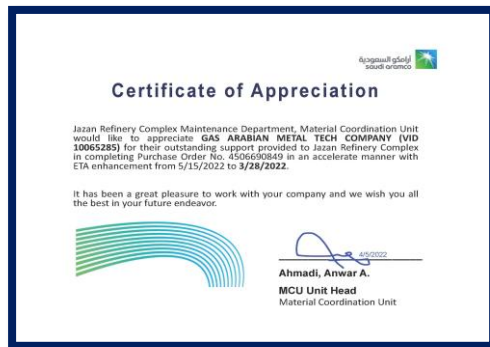 أرامكو السعودية
saudi aramco
Certificate of Appreciation
Jazan Refinery Complex Maintenance Department, Material Coordination Unit
would like to appreciate GAS ARABIAN METAL TECH COMPANY (VID
10065285) for their outstanding support provided to Jazan Refinery Complex
in completing Purchase Order No. 4506690849 in an accelerate manner with
ETA enhancement from 5/15/2022 to 3/28/2022.
It has been a great pleasure to work with your company and we wish you all
the best in your future endeavor.
4/5/2022
Ahmadi, Anwar A.
MCU Unit Head
Material Coordination Unit